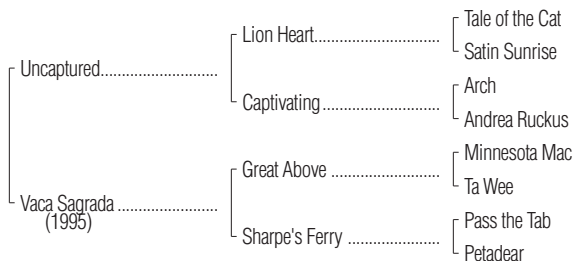 Tale of the Cat
Lion Heart..................................
Satin Sunrise
Uncaptured................................
Arch
Captivating ................................
Andrea Ruckus
Minnesota Mac
Great Above ..............................
Ta Wee
Vaca Sagrada ............................
(1995)
Pass the Tab
Sharpe's Ferry .........................
Petadear